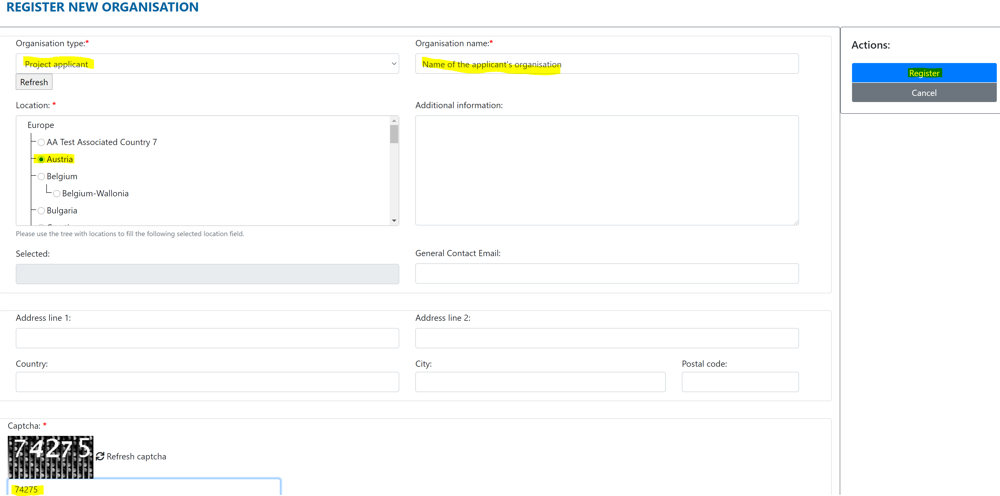 REGISTER NEW ORGANISATION
Organisation type:*
Project applicant
Refresh
Organisation name:*
Name of the applicant's organisation
Actions:
Register
Cancel
Location: *
Europe
AA Test Associated Country 7
Austria
Belgium
Belgium-Wallonia
Bulgaria
Please use the tree with locations to fill the following selected location field.
Additional information:
Selected:
General Contact Email:
Address line 1:
Address line 2:
Country:
City:
Postal code:
Captcha: *
74275
Refresh captcha
74275